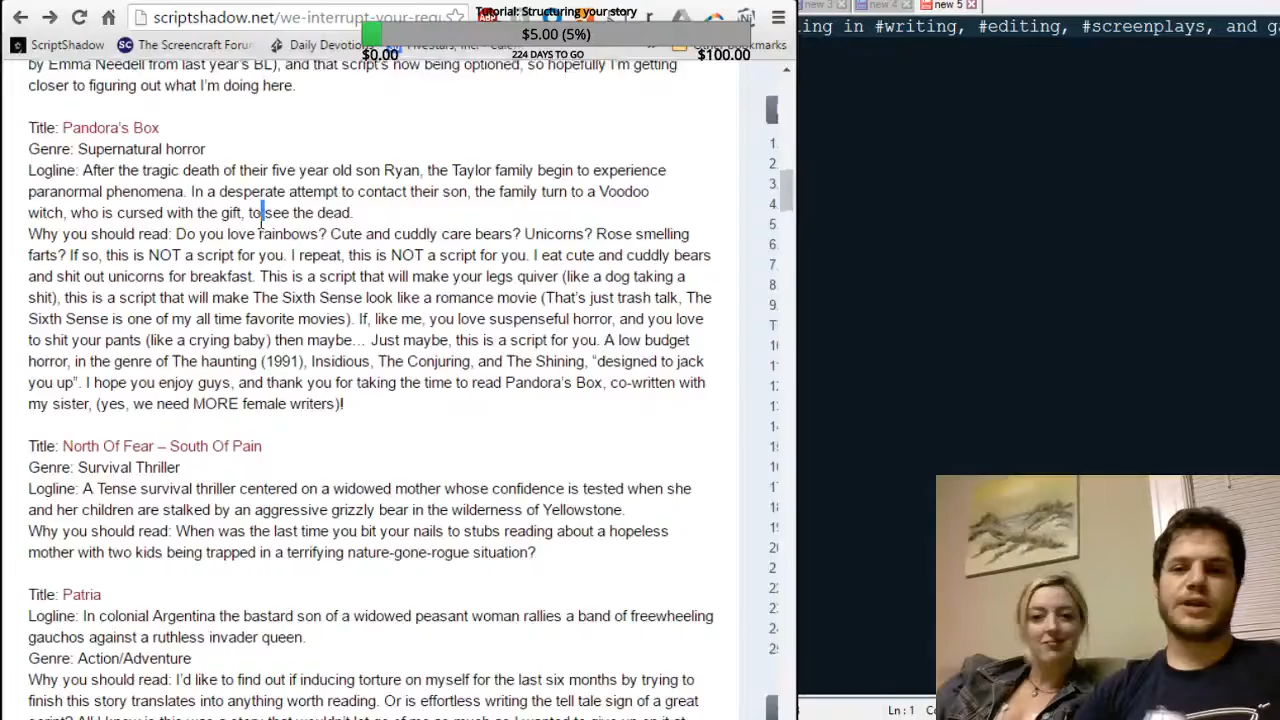 new 3 new 4 new 5
scriptshadow.net/we-interrupt-your-regu
Tutorial: Structuring your story
$5.00 (5%)
$0.00 224 DAYS TO GO $100.00
ScriptShadow The Screencraft Foru Daily Devotio
ing in #writing, #editing, #screenplays, and g
by Emma Needell from last year's BL), and that script's now being optioned, so hopefully I'm getting
closer to figuring out what I'm doing here.
Title: Pandora's Box
Genre: Supernatural horror
Logline: After the tragic death of their five year old son Ryan, the Taylor family begin to experience
paranormal phenomena. In a desperate attempt to contact their son, the family turn to a Voodoo
witch, who is cursed with the gift, to see the dead.
Why you should read: Do you love rainbows? Cute and cuddly care bears? Unicorns? Rose smelling
farts? If so, this is NOT a script for you. I repeat, this is NOT a script for you. I eat cute and cuddly bears
and shit out unicorns for breakfast. This is a script that will make your legs quiver (like a dog taking a
shit), this is a script that will make The Sixth Sense look like a romance movie (That's just trash talk, The
Sixth Sense is one of my all time favorite movies). If, like me, you love suspenseful horror, and you love
to shit your pants (like a crying baby) then maybe… Just maybe, this is a script for you. A low budget
horror, in the genre of The haunting (1991), Insidious, The Conjuring, and The Shining, “designed to jack
you up”. I hope you enjoy guys, and thank you for taking the time to read Pandora's Box, co-written with
my sister, (yes, we need MORE female writers)!
Title: North Of Fear – South Of Pain
Genre: Survival Thriller
Logline: A Tense survival thriller centered on a widowed mother whose confidence is tested when she
and her children are stalked by an aggressive grizzly bear in the wilderness of Yellowstone.
Why you should read: When was the last time you bit your nails to stubs reading about a hopeless
mother with two kids being trapped in a terrifying nature-gone-rogue situation?
Title: Patria
Logline: In colonial Argentina the bastard son of a widowed peasant woman rallies a band of freewheeling
gauchos against a ruthless invader queen.
Genre: Action/Adventure
Why you should read: I'd like to find out if inducing torture on myself for the last six months by trying to
finish this story translates into anything worth reading. Or is effortless writing the tell tale sign of a great
Ln:1